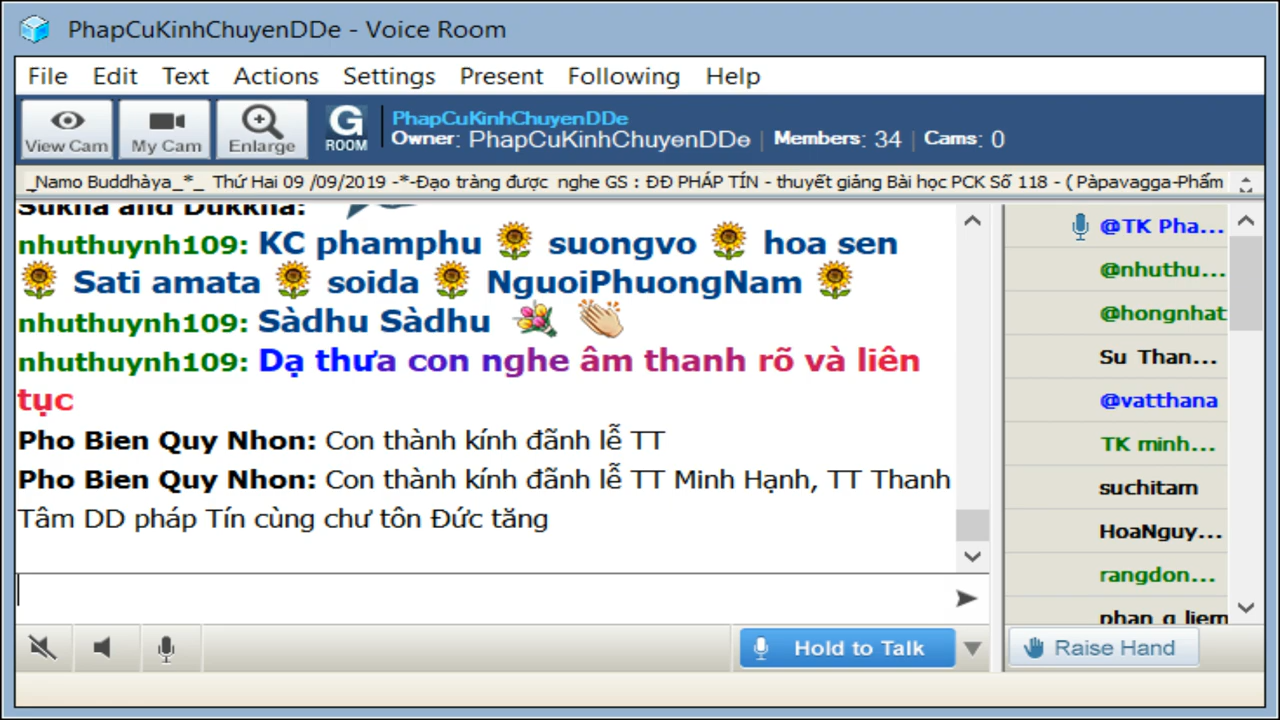 PhapCuKinhChuyenDDe - Voice Room
File Edit Text Actions Settings Present Following Help
View Cam My Cam Enlarge G ROOM
PhapCuKinhChuyenDDe
Owner: PhapCuKinhChuyenDDe | Members: 34 | Cams: 0
_Namo Buddhàya_*_ Thứ Hai 09 /09/2019 -*-Đạo tràng được nghe GS : ĐĐ PHÁP TÍN - thuyết giảng Bài học PCK Số 118 - ( Pàpavagga-Phẩm
Sukha and Dukkha:
nhuthuynh109: KC phamphu suongvo hoa sen
Sati amata soida NguoiPhuongNam
nhuthuynh109: Sàdhu Sàdhu
nhuthuynh109: Dạ thưa con nghe âm thanh rõ và liên
tục
Pho Bien Quy Nhon: Con thành kính đãnh lễ TT
Pho Bien Quy Nhon: Con thành kính đãnh lễ TT Minh Hạnh, TT Thanh
Tâm DD pháp Tín cùng chư tôn Đức tăng
@TK Pha...
@nhuthu...
@hongnhat
Su Than...
@vatthana
TK minh...
suchitam
HoaNguy...
rangdon...
phan q liem
Hold to Talk
Raise Hand